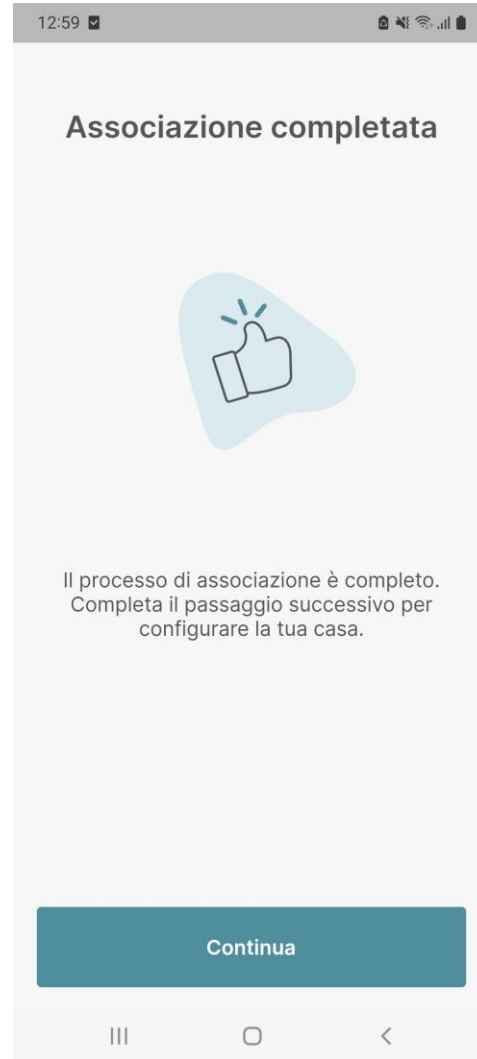 12:59
Associazione completata
Il processo di associazione è completo.
Completa il passaggio successivo per
configurare la tua casa.
Continua